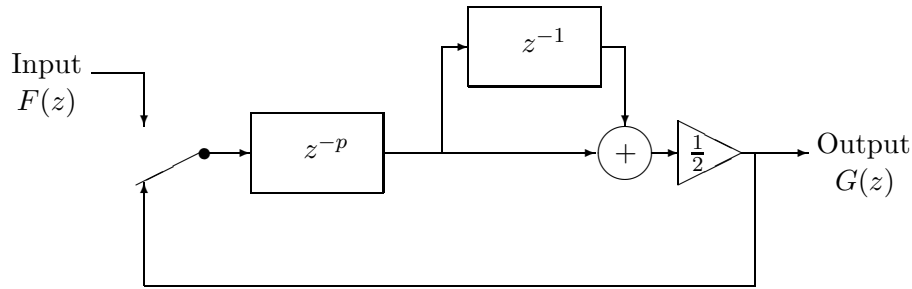 z⁻¹
Input
F(z)
z⁻ᵖ
+
1/2
Output
G(z)